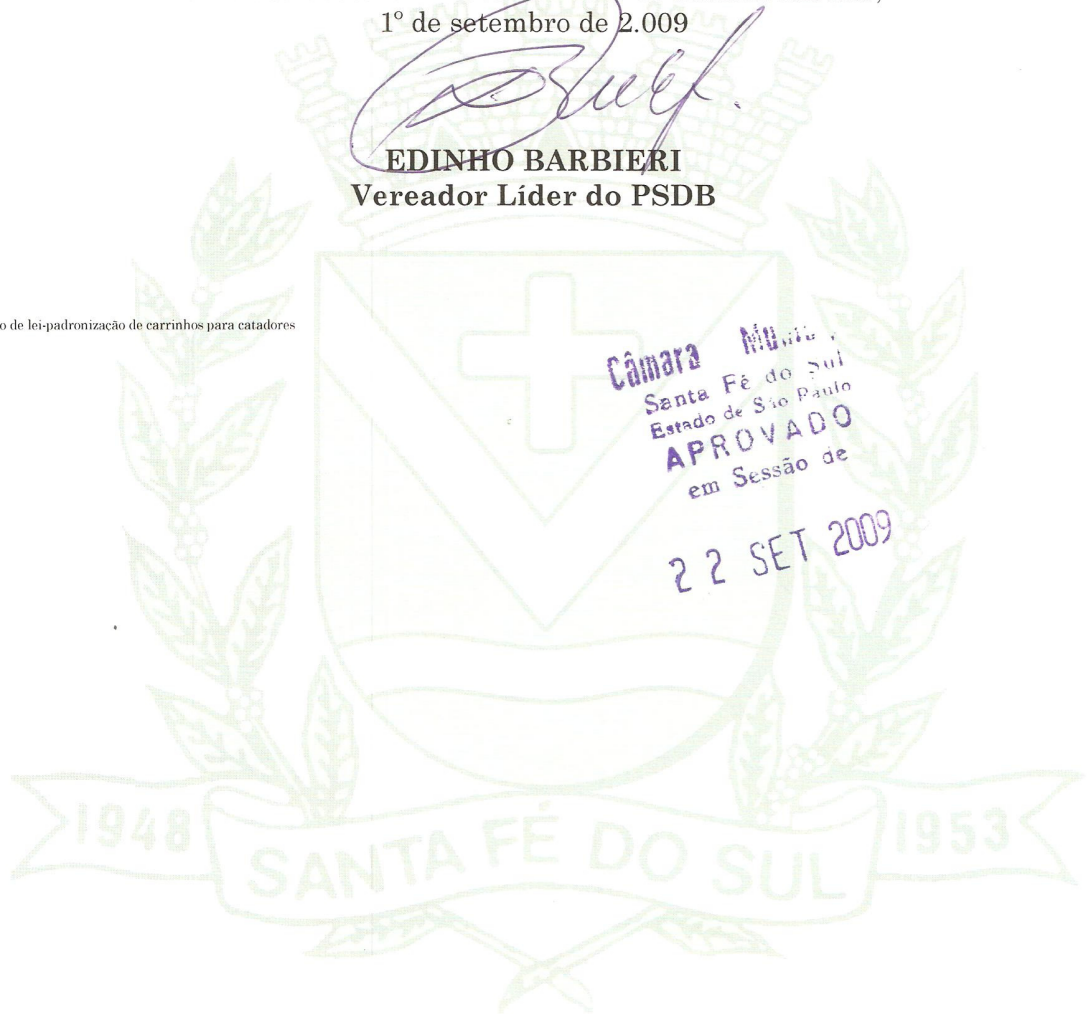 1º de setembro de 2.009
EDINHO BARBIERI
Vereador Líder do PSDB
o de lei-padronização de carrinhos para catadores
Câmara
Santa Fé do Sul
Estado de São Paulo
APROVADO
em Sessão de
22 SET 2009
1948
SANTA FÉ DO SUL
1953